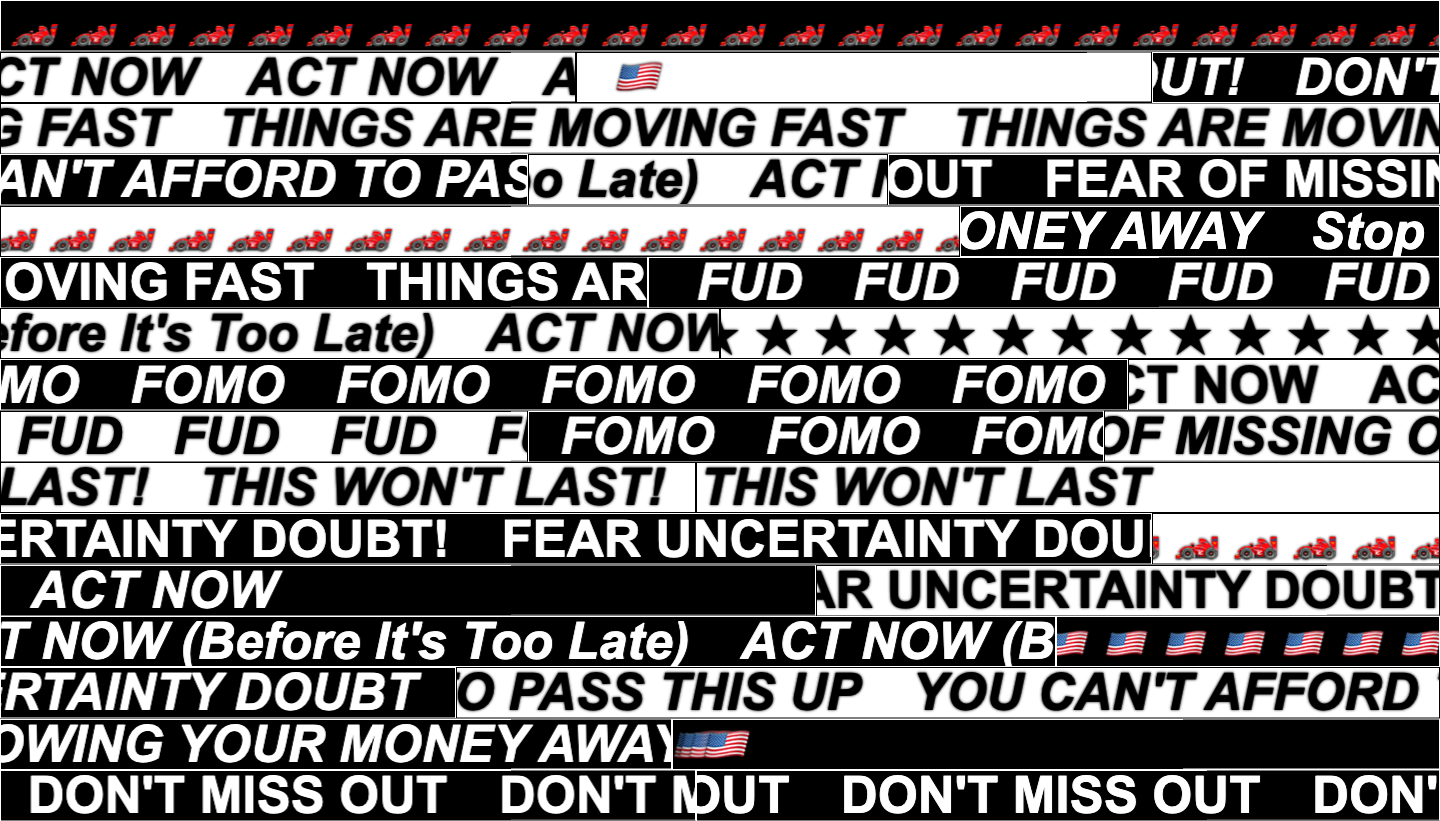 CT NOW ACT NOW A UT! DON'T
G FAST THINGS ARE MOVING FAST THINGS ARE MOVIN
AN'T AFFORD TO PAS o Late) ACT N OUT FEAR OF MISSIN
ONEY AWAY Stop
OVING FAST THINGS AR FUD FUD FUD FUD FUD
efore It's Too Late) ACT NOW ★ ★ ★ ★ ★ ★ ★ ★ ★ ★ ★ ★ ★
MO FOMO FOMO FOMO FOMO FOMO CT NOW AC
FUD FUD FUD FU FOMO FOMO FOMO OF MISSING O
LAST! THIS WON'T LAST! THIS WON'T LAST
ERTAINTY DOUBT! FEAR UNCERTAINTY DOU
ACT NOW AR UNCERTAINTY DOUBT
T NOW (Before It's Too Late) ACT NOW (B
ERTAINTY DOUBT O PASS THIS UP YOU CAN'T AFFORD
OWING YOUR MONEY AWAY
DON'T MISS OUT DON'T M OUT DON'T MISS OUT DON'